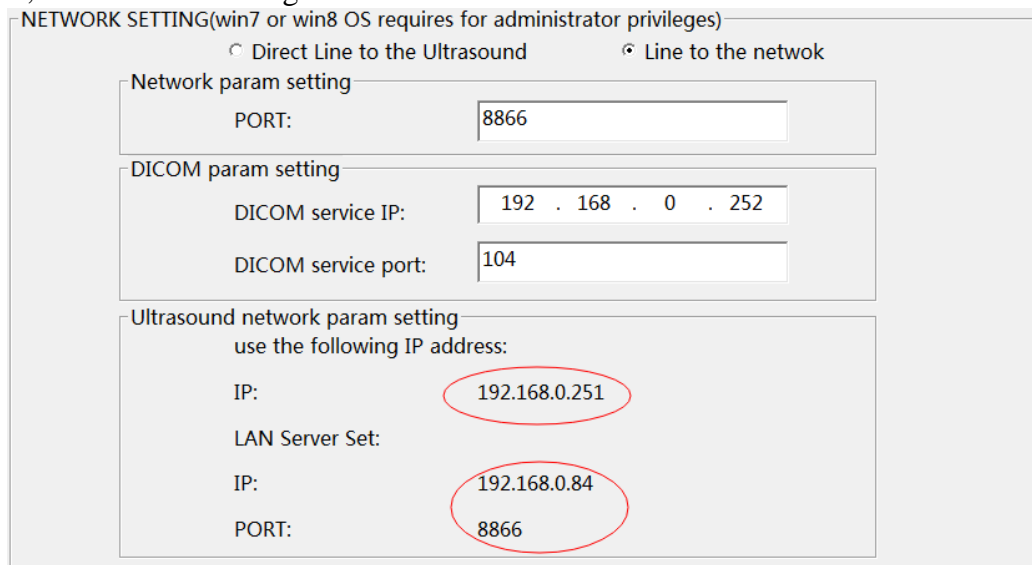 NETWORK SETTING(win7 or win8 OS requires for administrator privileges)
Direct Line to the Ultrasound Line to the netwok
Network param setting
PORT: 8866
DICOM param setting
DICOM service IP: 192 . 168 . 0 . 252
DICOM service port: 104
Ultrasound network param setting
use the following IP address:
IP: 192.168.0.251
LAN Server Set:
IP: 192.168.0.84
PORT: 8866